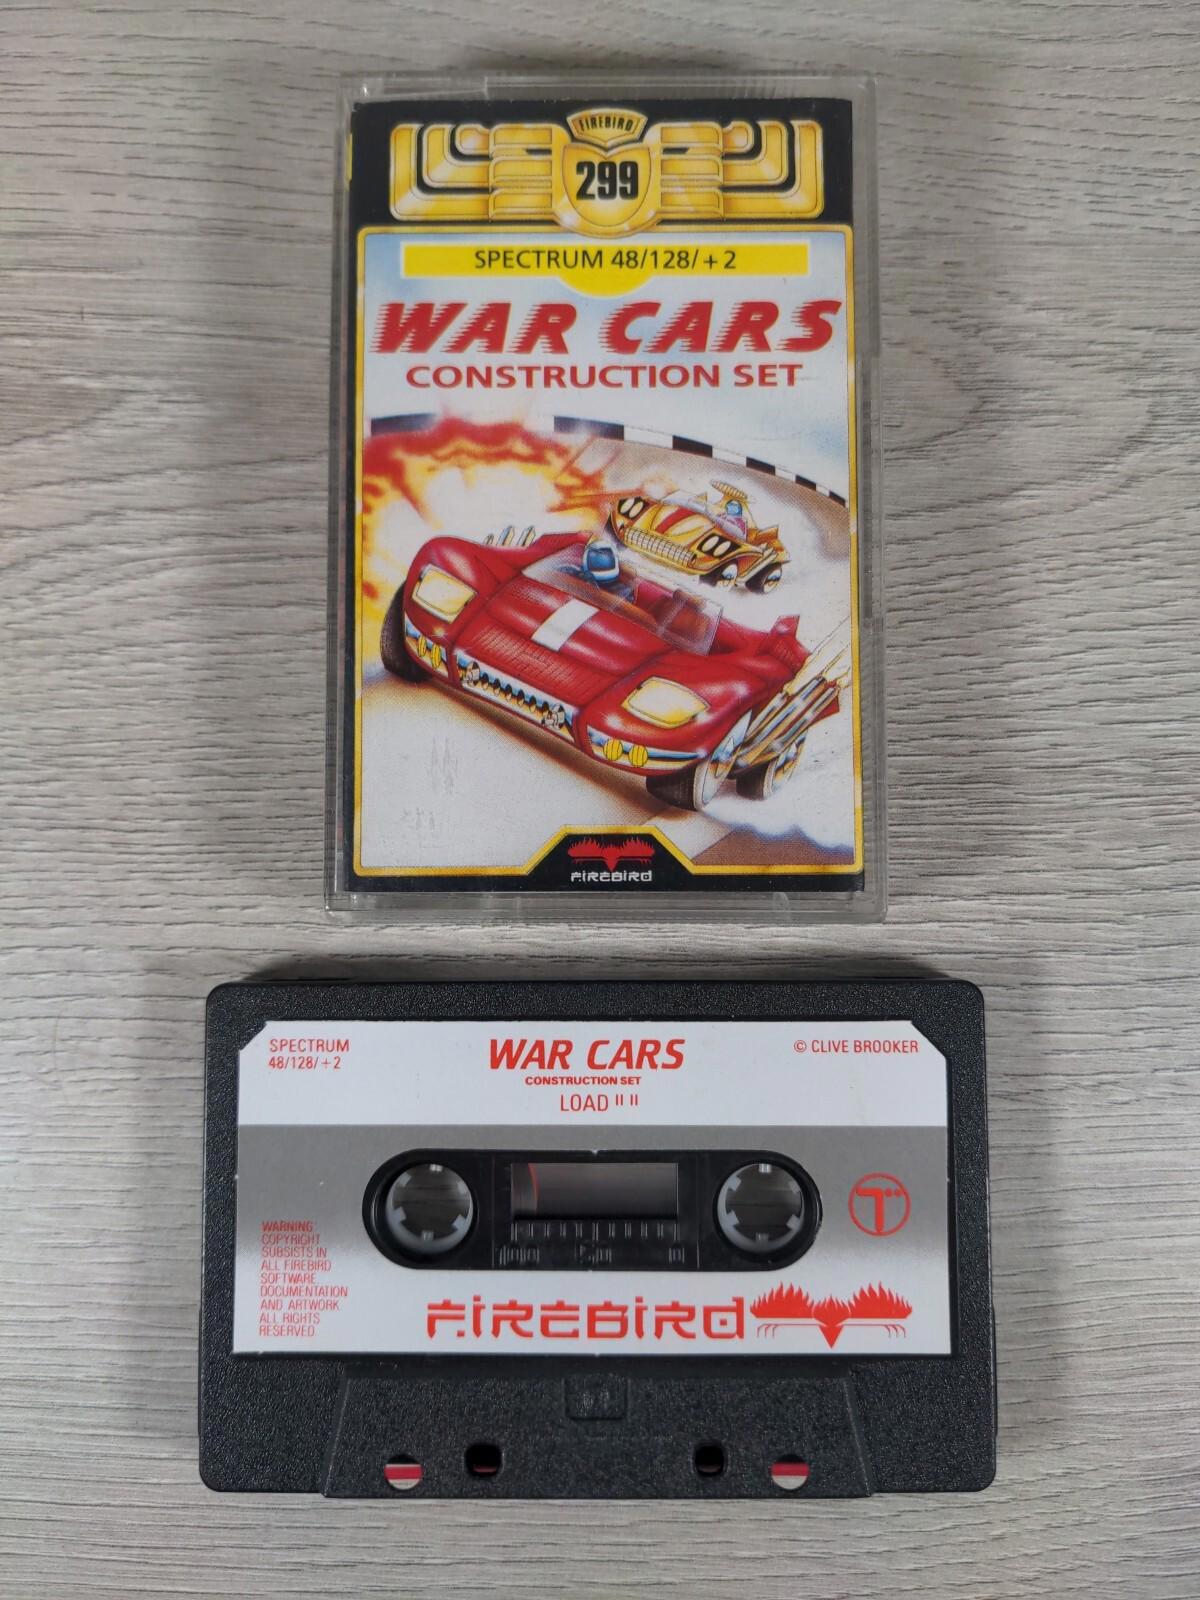 FIREBIRD
299
SPECTRUM 48/128/+2
WAR CARS
CONSTRUCTION SET
FIREBIRD
SPECTRUM
48/128/+2
WAR CARS
CONSTRUCTION SET
LOAD " "
© CLIVE BROOKER
WARNING:
COPYRIGHT
SUBSISTS IN
ALL FIREBIRD
SOFTWARE,
DOCUMENTATION
AND ARTWORK
ALL RIGHTS
RESERVED.
FIREBIRD